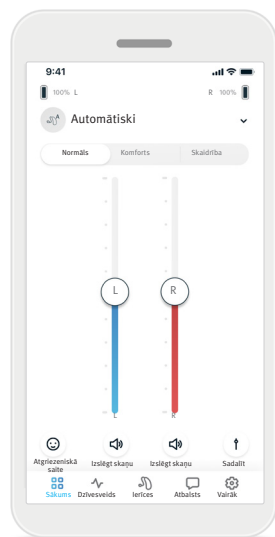 9:41
100% L R 100%
A
Automātiski
Normāls Komforts Skaidrība
L R
L R
Atgriezeniskā saite Izslēgt skaņu Izslēgt skaņu Sadalīt
Sākums Dzīvesveids Ierīces Atbalsts Vairāk